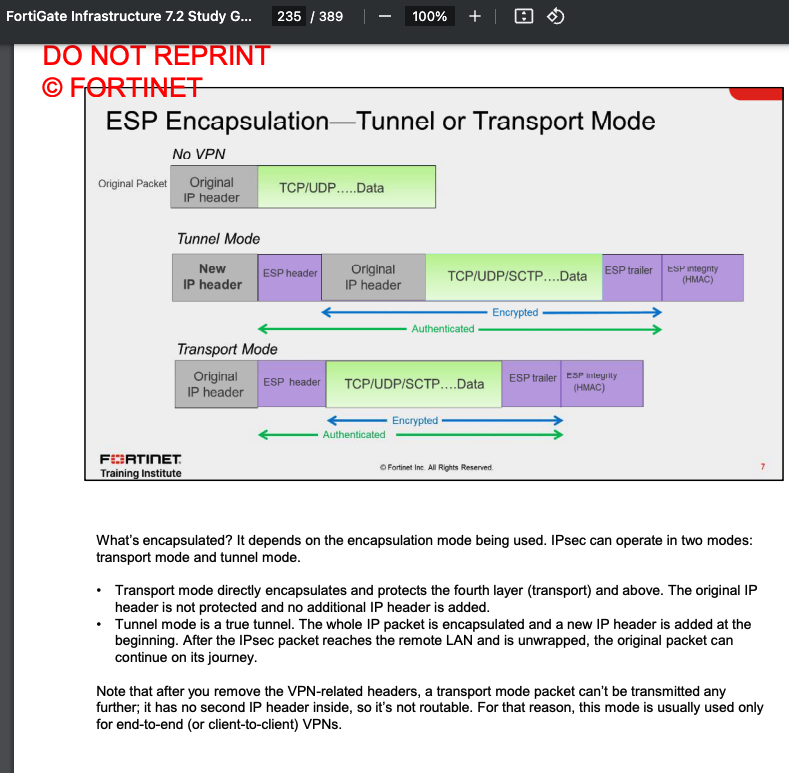 FortiGate Infrastructure 7.2 Study G... 235 / 389 100%
DO NOT REPRINT
© FORTINET
ESP Encapsulation—Tunnel or Transport Mode
No VPN
Original Packet
Original
IP header
TCP/UDP.....Data
Tunnel Mode
New
IP header
ESP header
Original
IP header
TCP/UDP/SCTP....Data
ESP trailer
ESP integrity
(HMAC)
Encrypted
Authenticated
Transport Mode
Original
IP header
ESP header
TCP/UDP/SCTP....Data
ESP trailer
ESP integrity
(HMAC)
Encrypted
Authenticated
FORTINET
Training Institute
© Fortinet Inc. All Rights Reserved.
7
What's encapsulated? It depends on the encapsulation mode being used. IPsec can operate in two modes:
transport mode and tunnel mode.
• Transport mode directly encapsulates and protects the fourth layer (transport) and above. The original IP
header is not protected and no additional IP header is added.
• Tunnel mode is a true tunnel. The whole IP packet is encapsulated and a new IP header is added at the
beginning. After the IPsec packet reaches the remote LAN and is unwrapped, the original packet can
continue on its journey.
Note that after you remove the VPN-related headers, a transport mode packet can't be transmitted any
further; it has no second IP header inside, so it's not routable. For that reason, this mode is usually used only
for end-to-end (or client-to-client) VPNs.